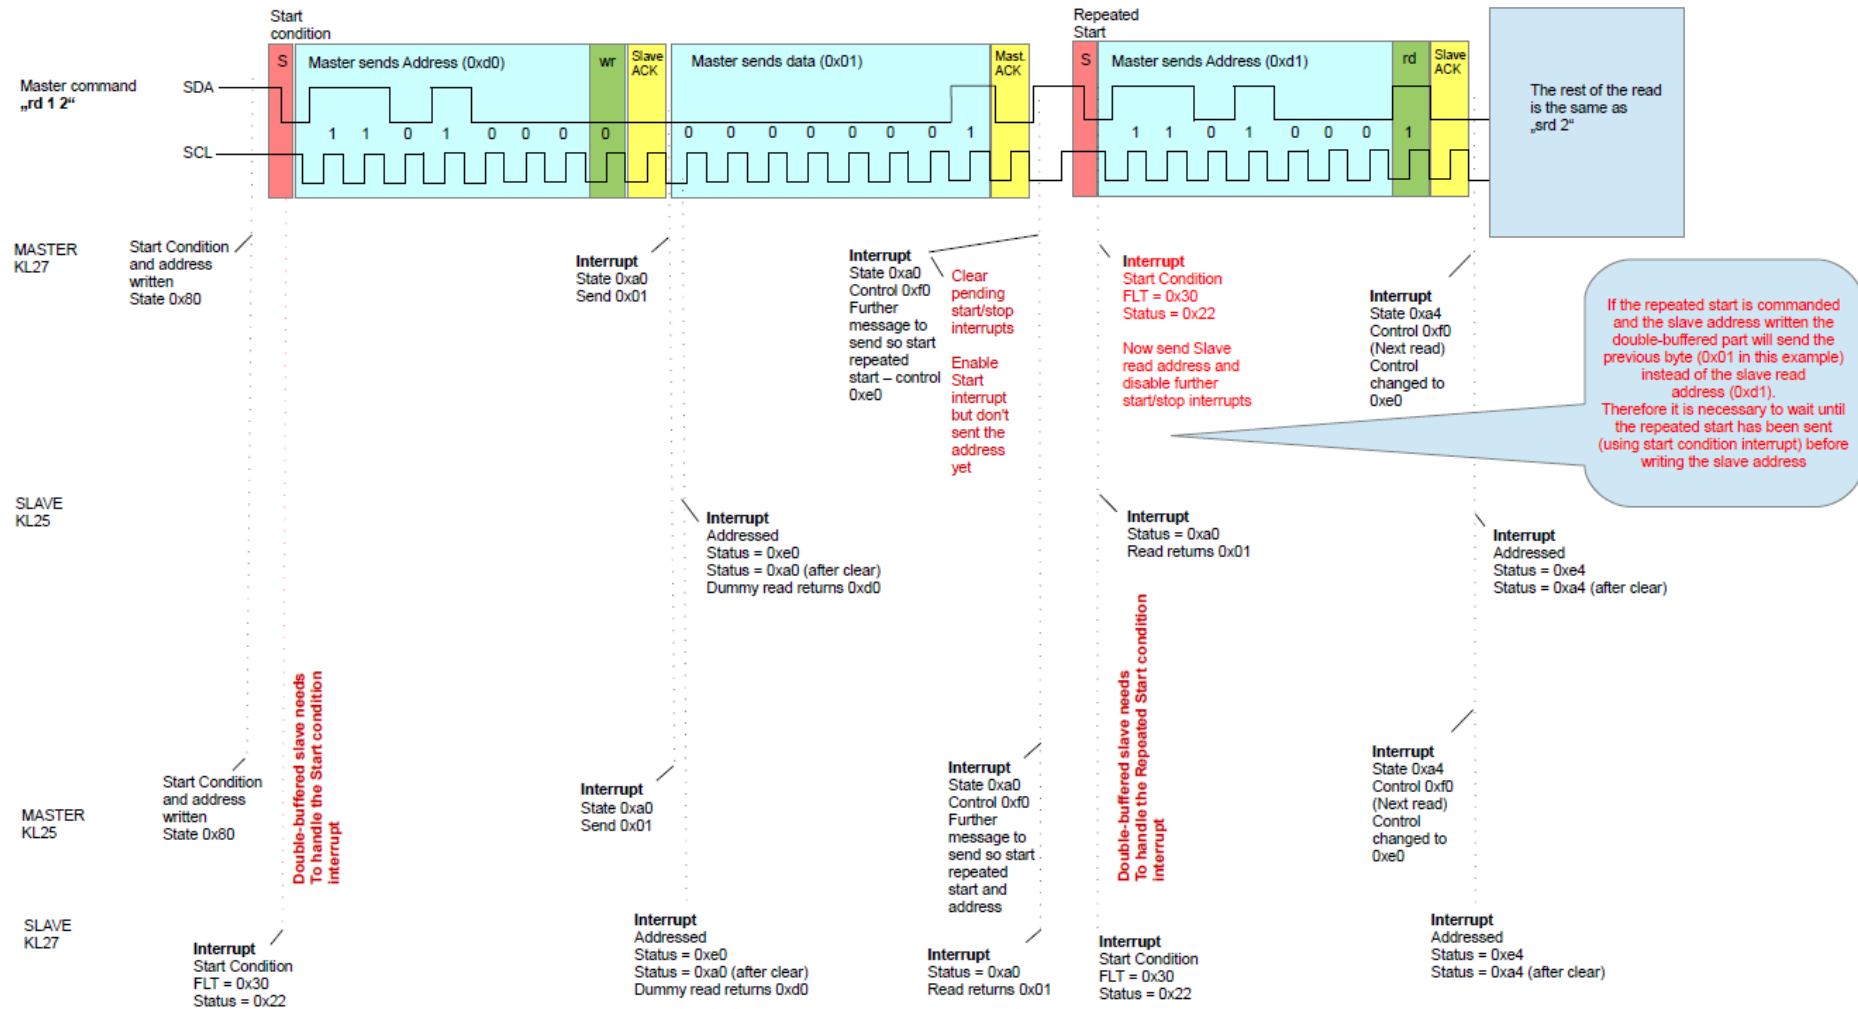 Start
condition
Repeated
Start
S
Master sends Address (0xd0)
wr
Slave
ACK
Master sends data (0x01)
Mast.
ACK
S
Master sends Address (0xd1)
rd
Slave
ACK
Master command
„rd 1 2“
SDA
1 1 0 1 0 0 0 0
0 0 0 0 0 0 0 1
1 1 0 1 0 0 0 1
SCL
The rest of the read
is the same as
„srd 2“
MASTER
KL27
Start Condition
and address
written
State 0x80
Interrupt
State 0xa0
Send 0x01
Interrupt
State 0xa0
Control 0xf0
Further
message to
send so start
repeated
start – control
0xe0
Clear
pending
start/stop
interrupts
Enable
Start
interrupt
but don't
sent the
address
yet
Interrupt
Start Condition
FLT = 0x30
Status = 0x22
Now send Slave
read address and
disable further
start/stop interrupts
Interrupt
State 0xa4
Control 0xf0
(Next read)
Control
changed to
0xe0
If the repeated start is commanded
and the slave address written the
double-buffered part will send the
previous byte (0x01 in this example)
instead of the slave read
address (0xd1).
Therefore it is necessary to wait until
the repeated start has been sent
(using start condition interrupt) before
writing the slave address
SLAVE
KL25
Interrupt
Addressed
Status = 0xe0
Status = 0xa0 (after clear)
Dummy read returns 0xd0
Interrupt
Status = 0xa0
Read returns 0x01
Interrupt
Addressed
Status = 0xe4
Status = 0xa4 (after clear)
Double-buffered slave needs
To handle the Start condition
interrupt
Double-buffered slave needs
To handle the Repeated Start condition
interrupt
MASTER
KL25
Start Condition
and address
written
State 0x80
Interrupt
State 0xa0
Send 0x01
Interrupt
State 0xa0
Control 0xf0
Further
message to
send so start
repeated
start and
address
Interrupt
State 0xa4
Control 0xf0
(Next read)
Control
changed to
0xe0
SLAVE
KL27
Interrupt
Start Condition
FLT = 0x30
Status = 0x22
Interrupt
Addressed
Status = 0xe0
Status = 0xa0 (after clear)
Dummy read returns 0xd0
Interrupt
Status = 0xa0
Read returns 0x01
Interrupt
Start Condition
FLT = 0x30
Status = 0x22
Interrupt
Addressed
Status = 0xe4
Status = 0xa4 (after clear)